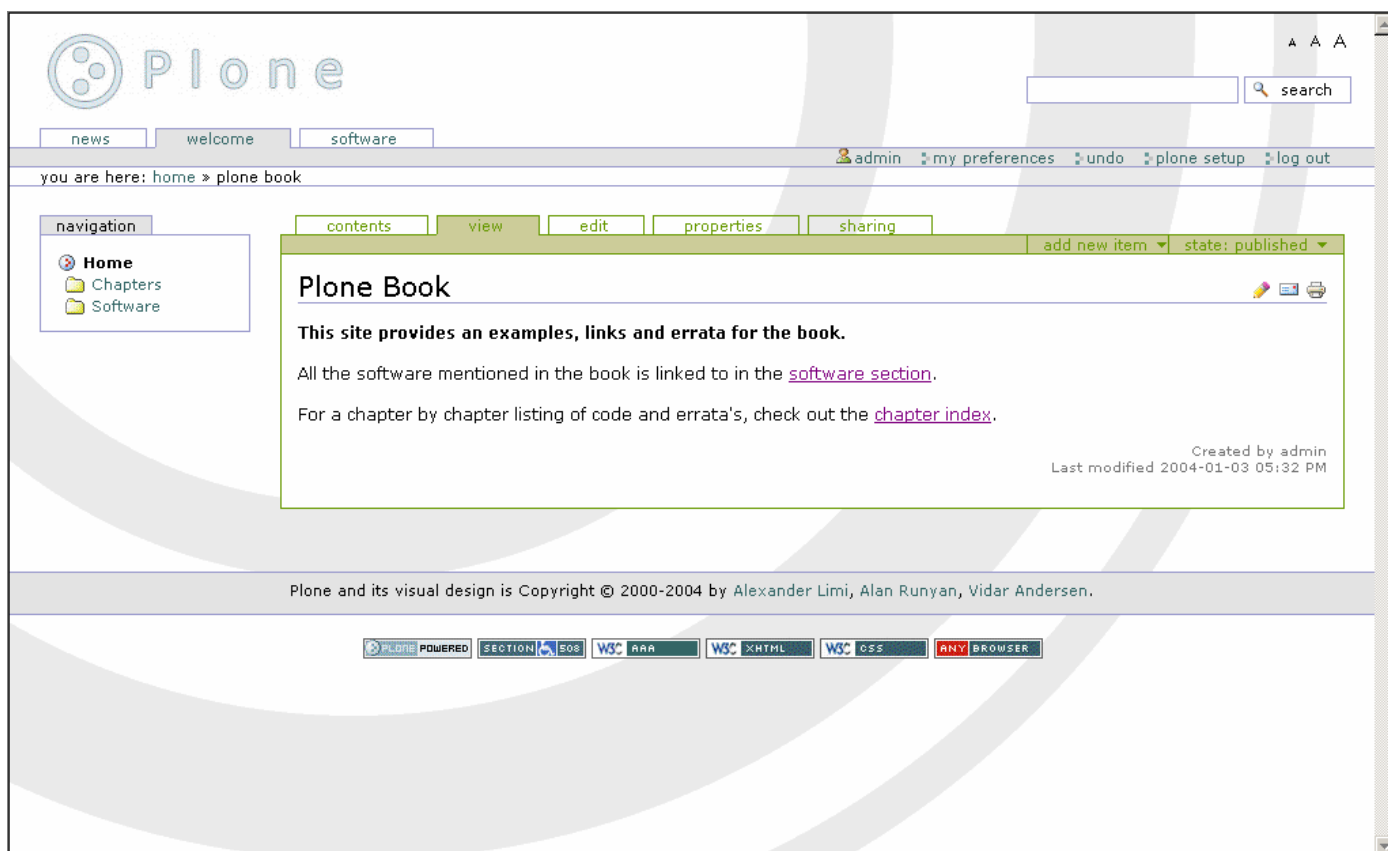 Plone
A A A
search
news welcome software
admin my preferences undo plone setup log out
you are here: home » plone book
navigation
Home
Chapters
Software
contents view edit properties sharing
add new item state: published
Plone Book
This site provides an examples, links and errata for the book.
All the software mentioned in the book is linked to in the software section.
For a chapter by chapter listing of code and errata's, check out the chapter index.
Created by admin
Last modified 2004-01-03 05:32 PM
Plone and its visual design is Copyright © 2000-2004 by Alexander Limi, Alan Runyan, Vidar Andersen.
PLONE POWERED SECTION 508 W3C AAA W3C XHTML W3C CSS ANY BROWSER